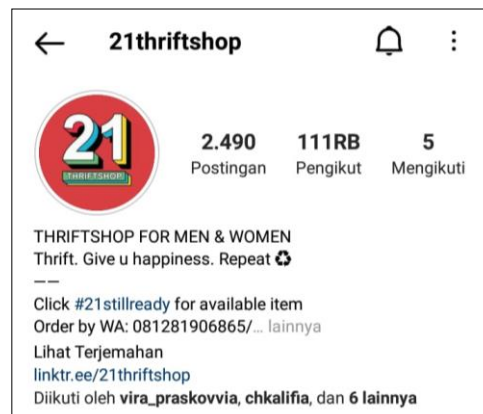 21thriftshop
21
THRIFTSHOP
2.490 111RB 5
Postingan Pengikut Mengikuti
THRIFTSHOP FOR MEN & WOMEN
Thrift. Give u happiness. Repeat ♻
——
Click #21stillready for available item
Order by WA: 081281906865/... lainnya
Lihat Terjemahan
linktr.ee/21thriftshop
Diikuti oleh vira_praskovvia, chkalifia, dan 6 lainnya